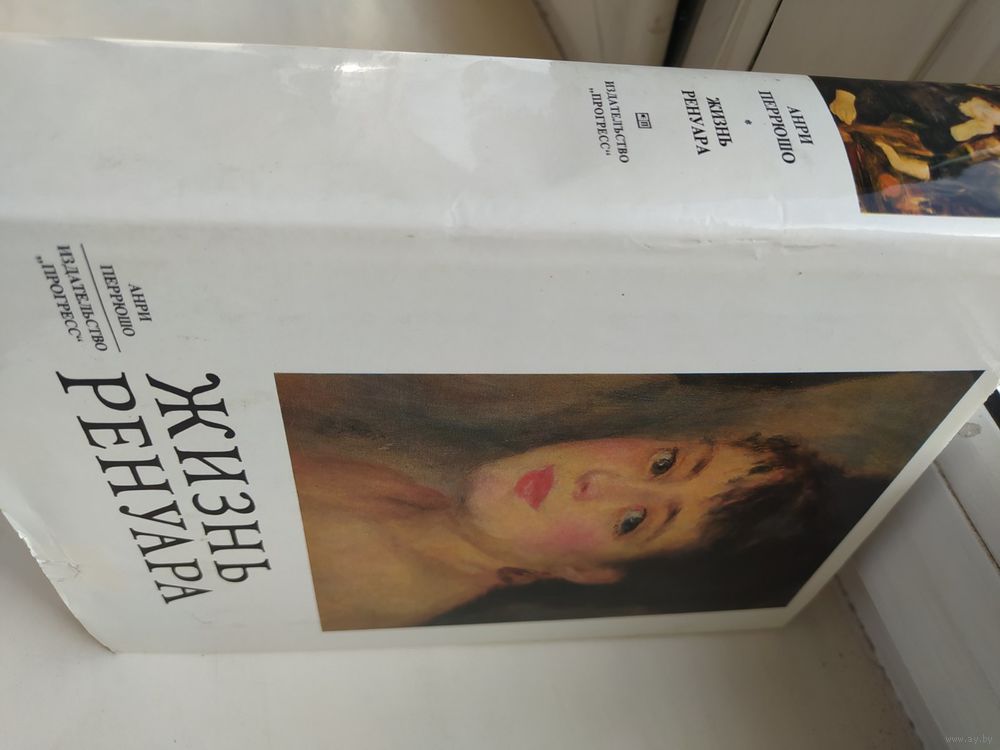 АНРИ
ПЕРРЮШО
*
ЖИЗНЬ
РЕНУАРА
ИЗДАТЕЛЬСТВО
„ПРОГРЕСС“
АНРИ
ПЕРРЮШО
ИЗДАТЕЛЬСТВО
„ПРОГРЕСС“
ЖИЗНЬ
РЕНУАРА
www.ay.by